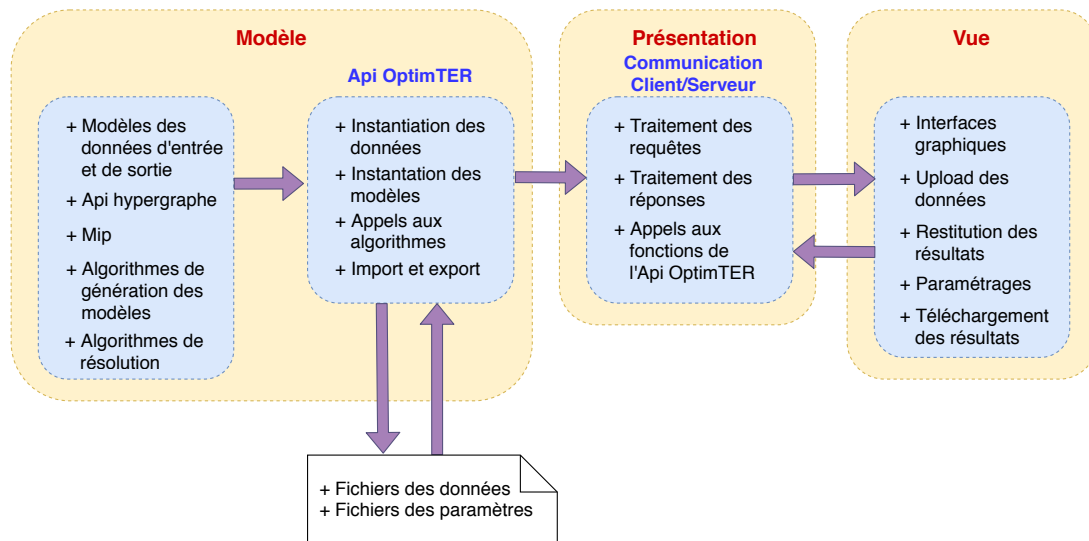 Modèle
Api OptimTER
+ Modèles des
données d'entrée
et de sortie
+ Api hypergraphe
+ Mip
+ Algorithmes de
génération des
modèles
+ Algorithmes de
résolution
+ Instantiation des
données
+ Instantation des
modèles
+ Appels aux
algorithmes
+ Import et export
+ Fichiers des données
+ Fichiers des paramètres
Présentation
Communication
Client/Serveur
+ Traitement des
requêtes
+ Traitement des
réponses
+ Appels aux
fonctions de
l'Api OptimTER
Vue
+ Interfaces
graphiques
+ Upload des
données
+ Restitution des
résultats
+ Paramétrages
+ Téléchargement
des résultats